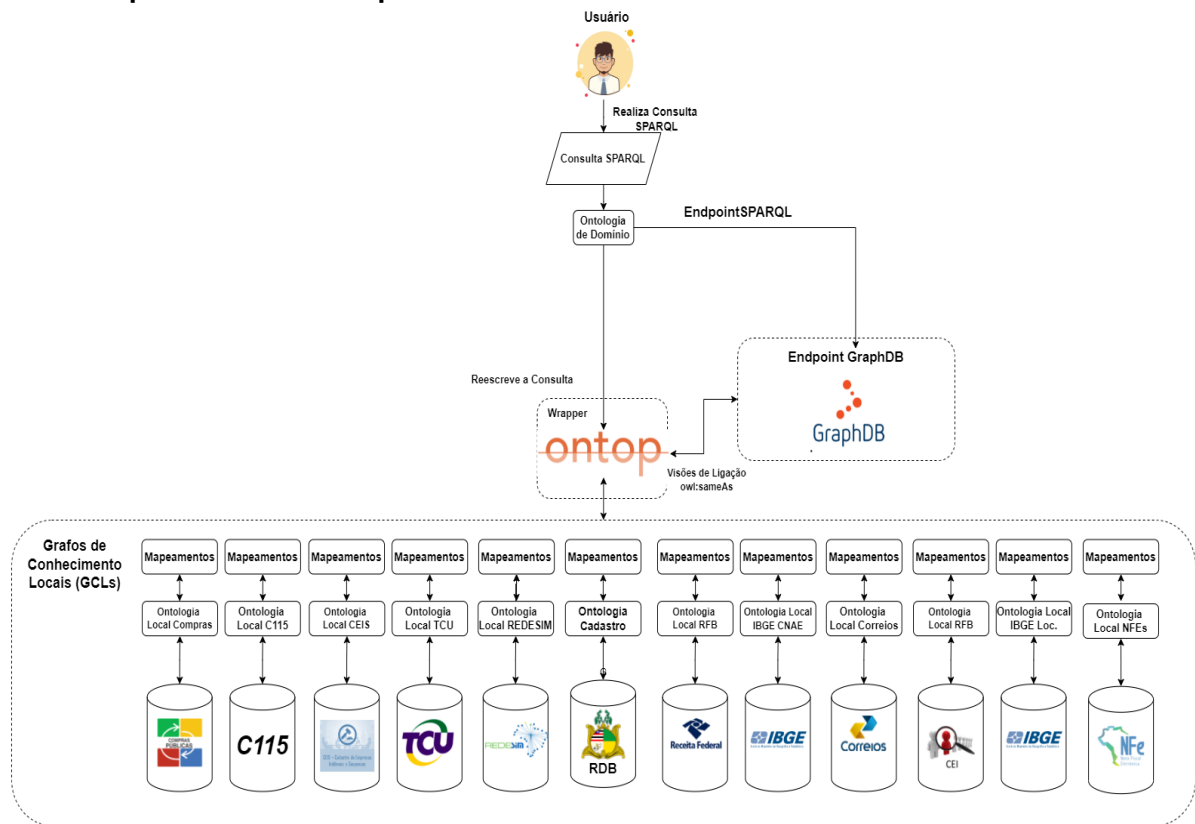 Usuário
Realiza Consulta
SPARQL
Consulta SPARQL
Ontologia
de Domínio
EndpointSPARQL
Endpoint GraphDB
GraphDB
Reescreve a Consulta
Wrapper
ontop
Visões de Ligação
owl:sameAs
Grafos de
Conhecimento
Locais (GCLs)
Mapeamentos
Mapeamentos
Mapeamentos
Mapeamentos
Mapeamentos
Mapeamentos
Mapeamentos
Mapeamentos
Mapeamentos
Mapeamentos
Mapeamentos
Mapeamentos
Ontologia
Local Compras
Ontologia
Local C115
Ontologia
Local CEIS
Ontologia
Local TCU
Ontologia
Local REDESIM
Ontologia
Cadastro
Ontologia
Local RFB
Ontologia Local
IBGE CNAE
Ontologia
Local Correios
Ontologia
Local RFB
Ontologia Local
IBGE Loc.
Ontologia
Local NFEs
COMPRAS
PÚBLICAS
C115
TCU
REDESIM
RDB
Receita Federal
IBGE
Correios
CEI
IBGE
NFe